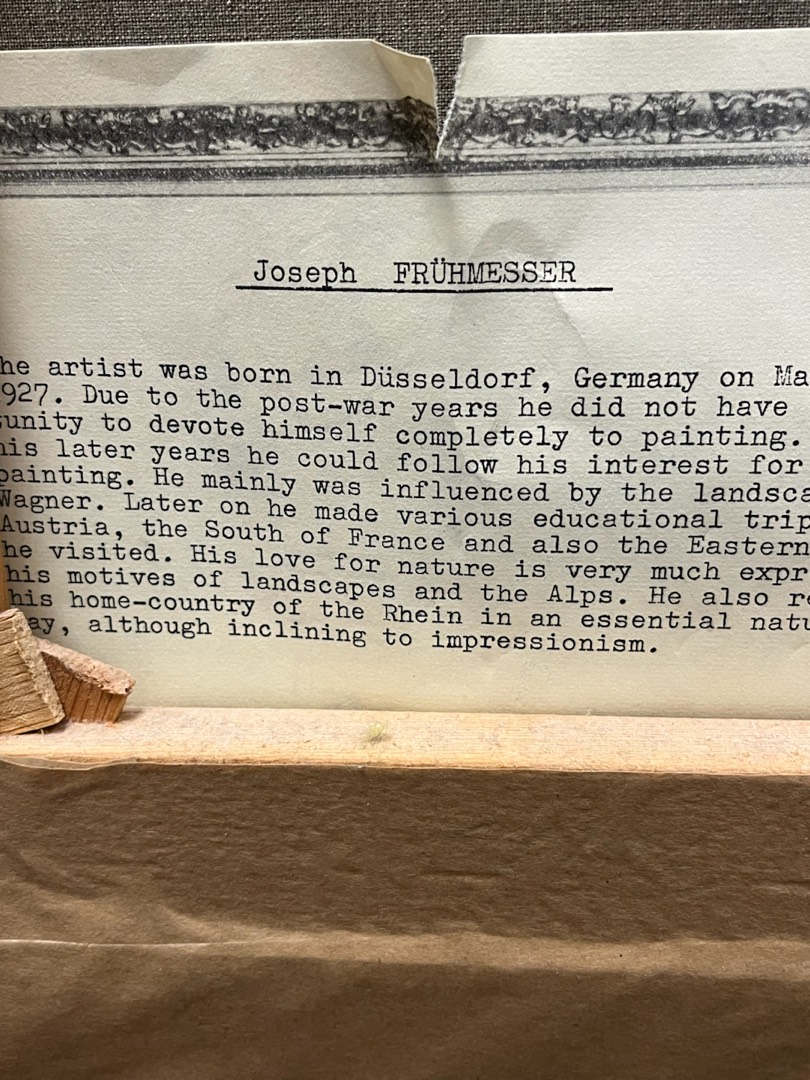 Joseph FRÜHMESSER
he artist was born in Düsseldorf, Germany on Ma
927. Due to the post-war years he did not have
unity to devote himself completely to painting.
his later years he could follow his interest for
painting. He mainly was influenced by the landsca
Wagner. Later on he made various educational trip
Austria, the South of France and also the Eastern
he visited. His love for nature is very much expr
his motives of landscapes and the Alps. He also re
his home-country of the Rhein in an essential natu
ay, although inclining to impressionism.